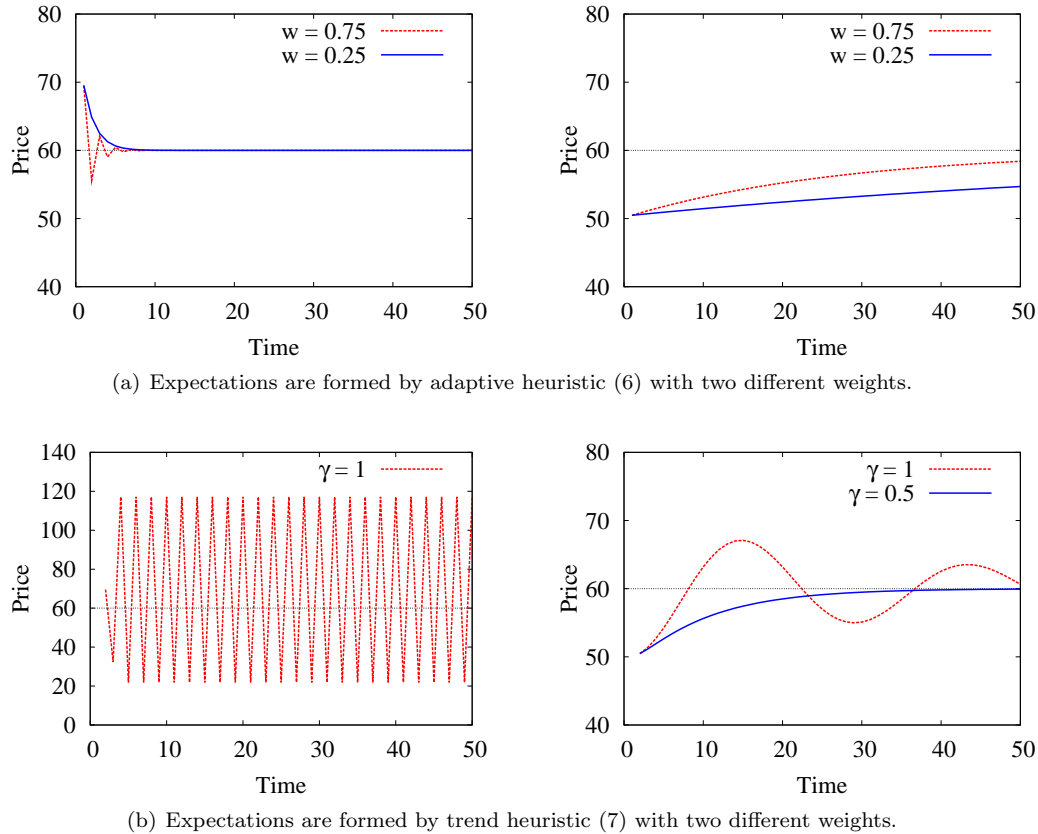 80
70
60
50
40
0
10
20
30
40
50
Price
Time
w = 0.75
w = 0.25
80
70
60
50
40
0
10
20
30
40
50
Price
Time
w = 0.75
w = 0.25
(a) Expectations are formed by adaptive heuristic (6) with two different weights.
140
120
100
80
60
40
20
0
0
10
20
30
40
50
Price
Time
γ = 1
80
70
60
50
40
0
10
20
30
40
50
Price
Time
γ = 1
γ = 0.5
(b) Expectations are formed by trend heuristic (7) with two different weights.